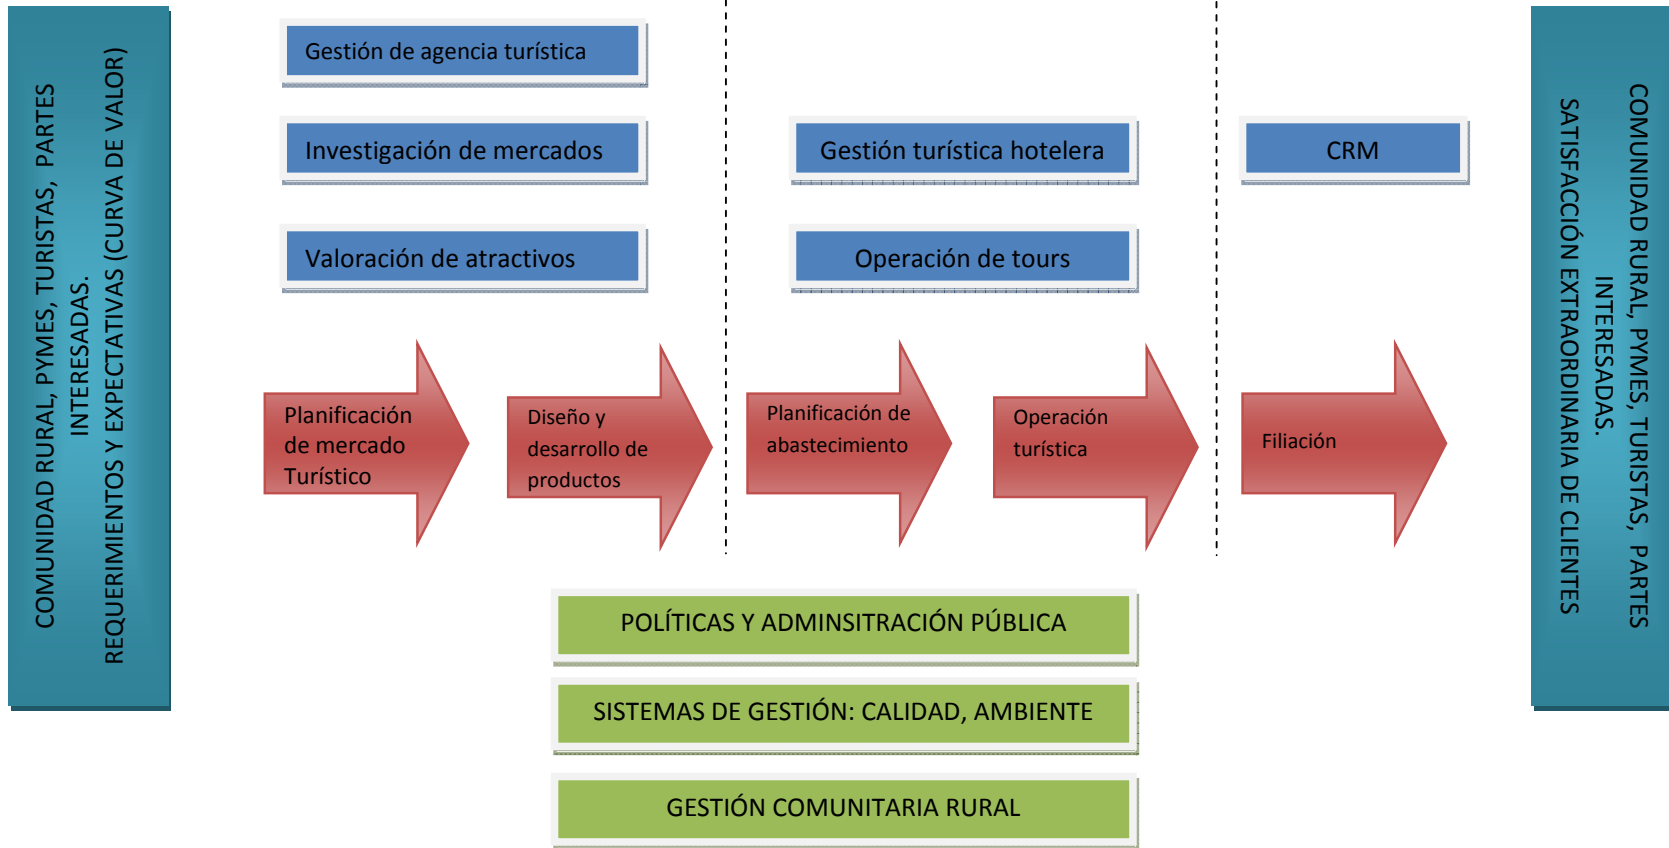 COMUNIDAD RURAL, PYMES, TURISTAS, PARTES
INTERESADAS.
REQUERIMIENTOS Y EXPECTATIVAS (CURVA DE VALOR)
Gestión de agencia turística
Investigación de mercados
Valoración de atractivos
Gestión turística hotelera
Operación de tours
CRM
Planificación
de mercado
Turístico
Diseño y
desarrollo de
productos
Planificación de
abastecimiento
Operación
turística
Filiación
POLÍTICAS Y ADMINSITRACIÓN PÚBLICA
SISTEMAS DE GESTIÓN: CALIDAD, AMBIENTE
GESTIÓN COMUNITARIA RURAL
COMUNIDAD RURAL, PYMES, TURISTAS, PARTES
INTERESADAS.
SATISFACCIÓN EXTRAORDINARIA DE CLIENTES